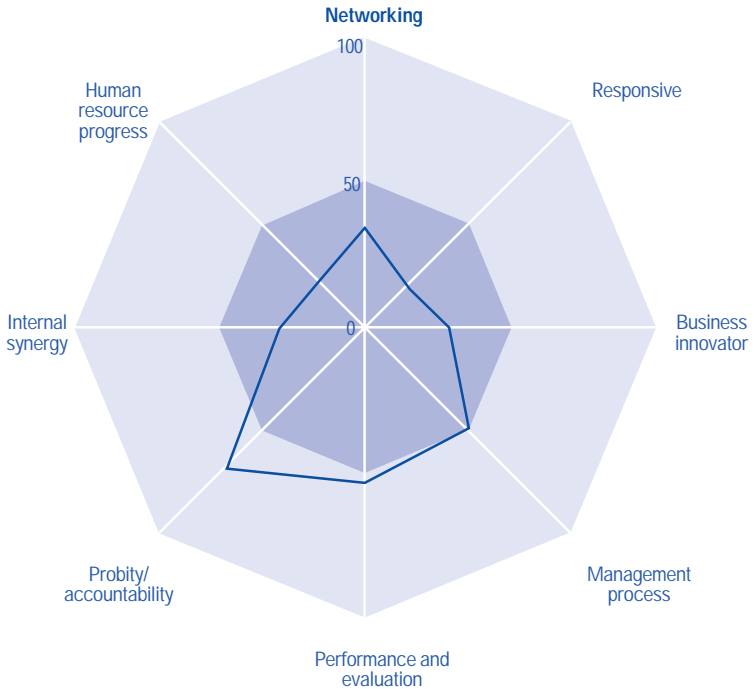 Networking
100
Human
resource
progress
Responsive
50
Internal
synergy
0
Business
innovator
Probity/
accountability
Management
process
Performance and
evaluation